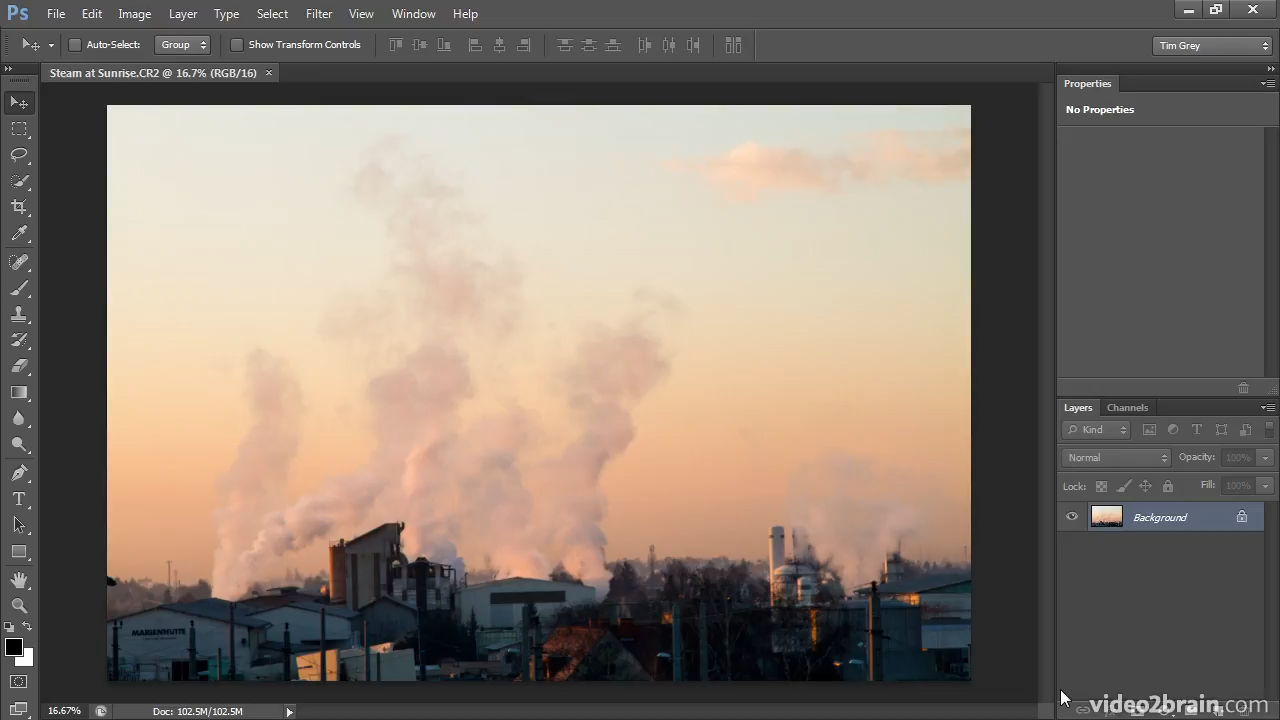 Ps File Edit Image Layer Type Select Filter View Window Help
Auto-Select: Group Show Transform Controls Tim Grey
Steam at Sunrise.CR2 @ 16.7% (RGB/16) ×
Properties
No Properties
MARIENHUTTE
Layers Channels
Kind
Normal Opacity: 100%
Lock: Fill: 100%
Background
16.67% Doc: 102.5M/102.5M
video2brain.com